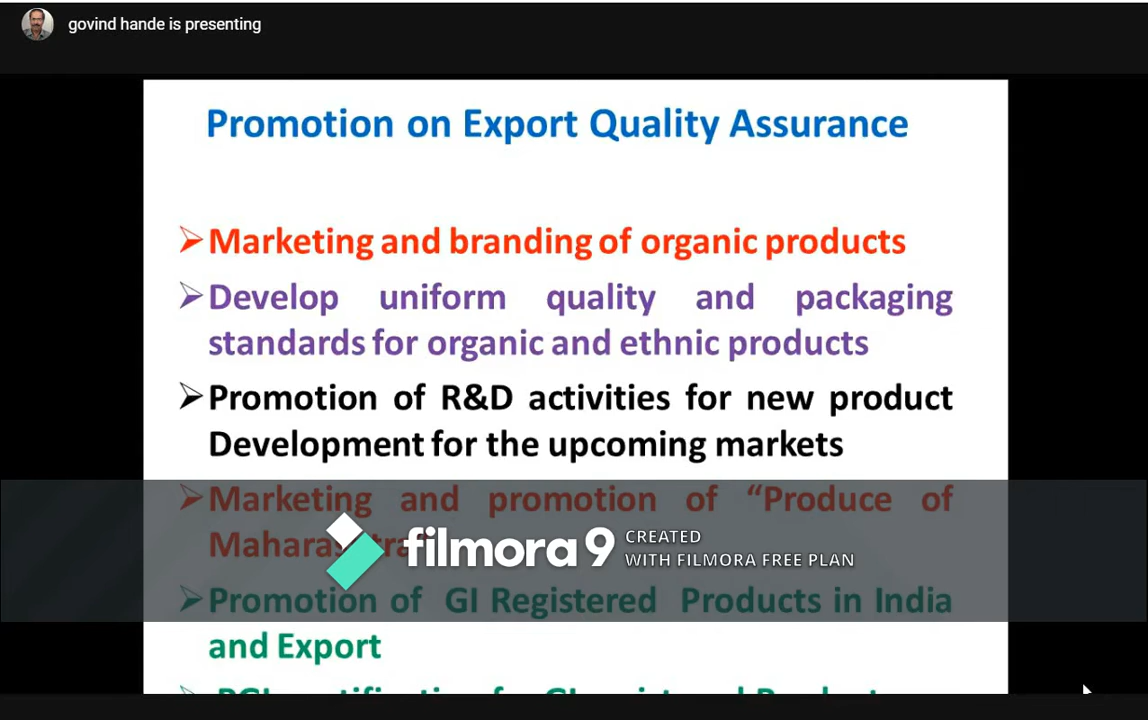 govind hande is presenting
Promotion on Export Quality Assurance
➢Marketing and branding of organic products
➢Develop uniform quality and packaging
standards for organic and ethnic products
➢Promotion of R&D activities for new product
Development for the upcoming markets
➢Marketing and promotion of “Produce of
filmora9
CREATED
WITH FILMORA FREE PLAN
➢Promotion of GI Registered Products in India
and Export